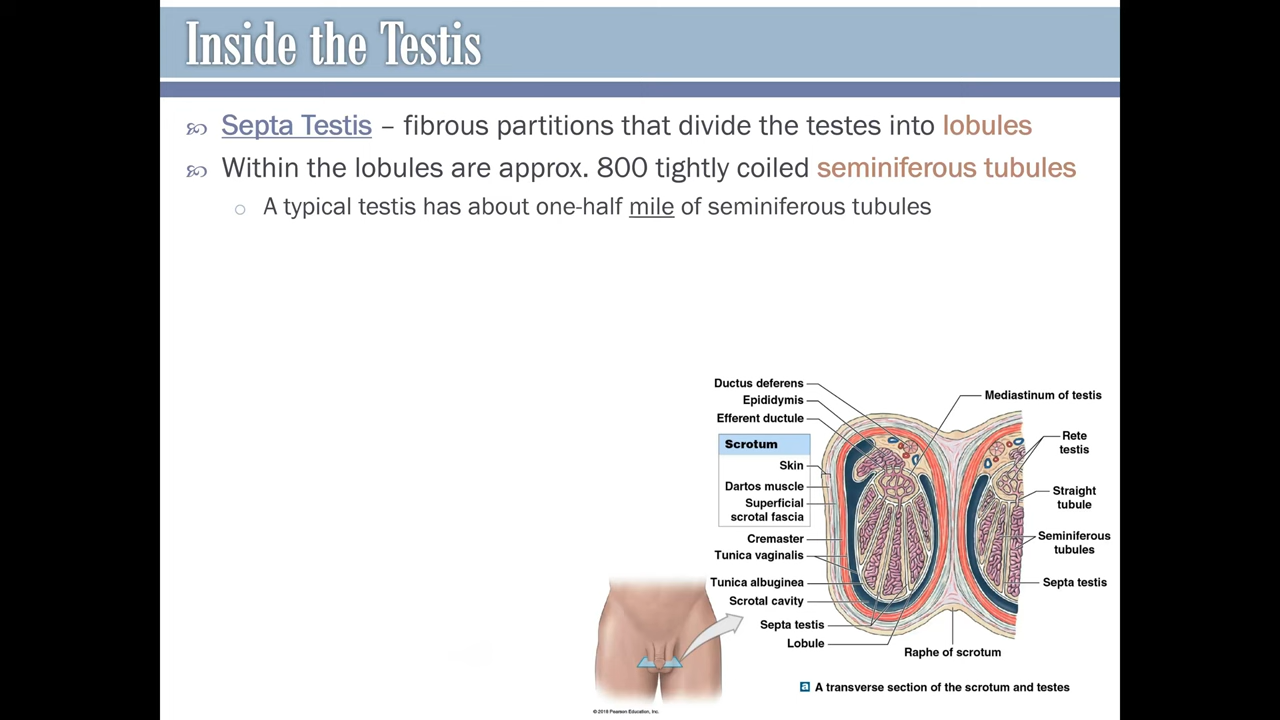 Inside the Testis
Septa Testis – fibrous partitions that divide the testes into lobules
Within the lobules are approx. 800 tightly coiled seminiferous tubules
A typical testis has about one-half mile of seminiferous tubules
Ductus deferens
Epididymis
Efferent ductule
Scrotum
Skin
Dartos muscle
Superficial
scrotal fascia
Cremaster
Tunica vaginalis
Tunica albuginea
Scrotal cavity
Septa testis
Lobule
Mediastinum of testis
Rete
testis
Straight
tubule
Seminiferous
tubules
Septa testis
Raphe of scrotum
a A transverse section of the scrotum and testes
© 2018 Pearson Education, Inc.